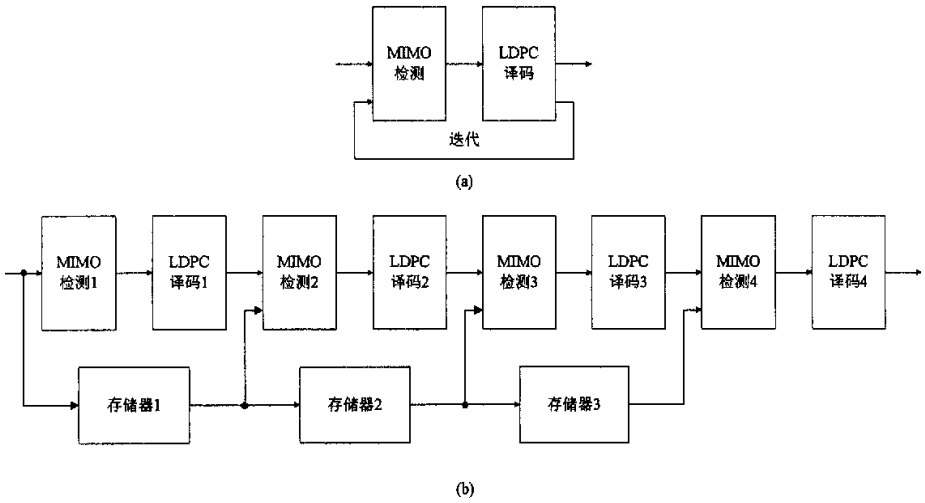 MIMO
检测
LDPC
译码
迭代
(a)
MIMO
检测1
LDPC
译码1
MIMO
检测2
LDPC
译码2
MIMO
检测3
LDPC
译码3
MIMO
检测4
LDPC
译码4
存储器1
存储器2
存储器3
(b)